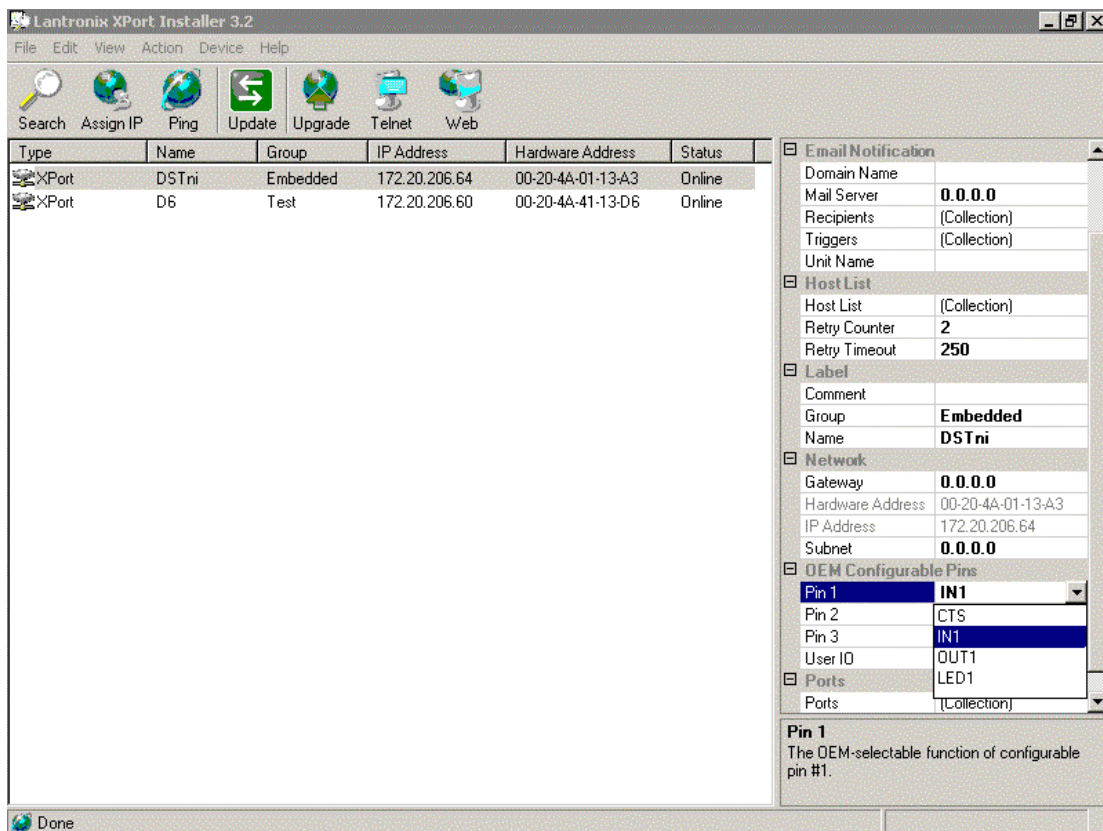 Lantronix XPort Installer 3.2
File Edit View Action Device Help
Search Assign IP Ping Update Upgrade Telnet Web
Type Name Group IP Address Hardware Address Status
XPort DSTni Embedded 172.20.206.64 00-20-4A-01-13-A3 Online
XPort D6 Test 172.20.206.60 00-20-4A-41-13-D6 Online
Email Notification
Domain Name
Mail Server 0.0.0.0
Recipients (Collection)
Triggers (Collection)
Unit Name
Host List
Host List (Collection)
Retry Counter 2
Retry Timeout 250
Label
Comment
Group Embedded
Name DSTni
Network
Gateway 0.0.0.0
Hardware Address 00-20-4A-01-13-A3
IP Address 172.20.206.64
Subnet 0.0.0.0
OEM Configurable Pins
Pin 1 IN1
Pin 2 CTS
Pin 3 IN1
User IO OUT1
Ports LED1
Ports (Collection)
Pin 1
The OEM-selectable function of configurable
pin #1.
Done